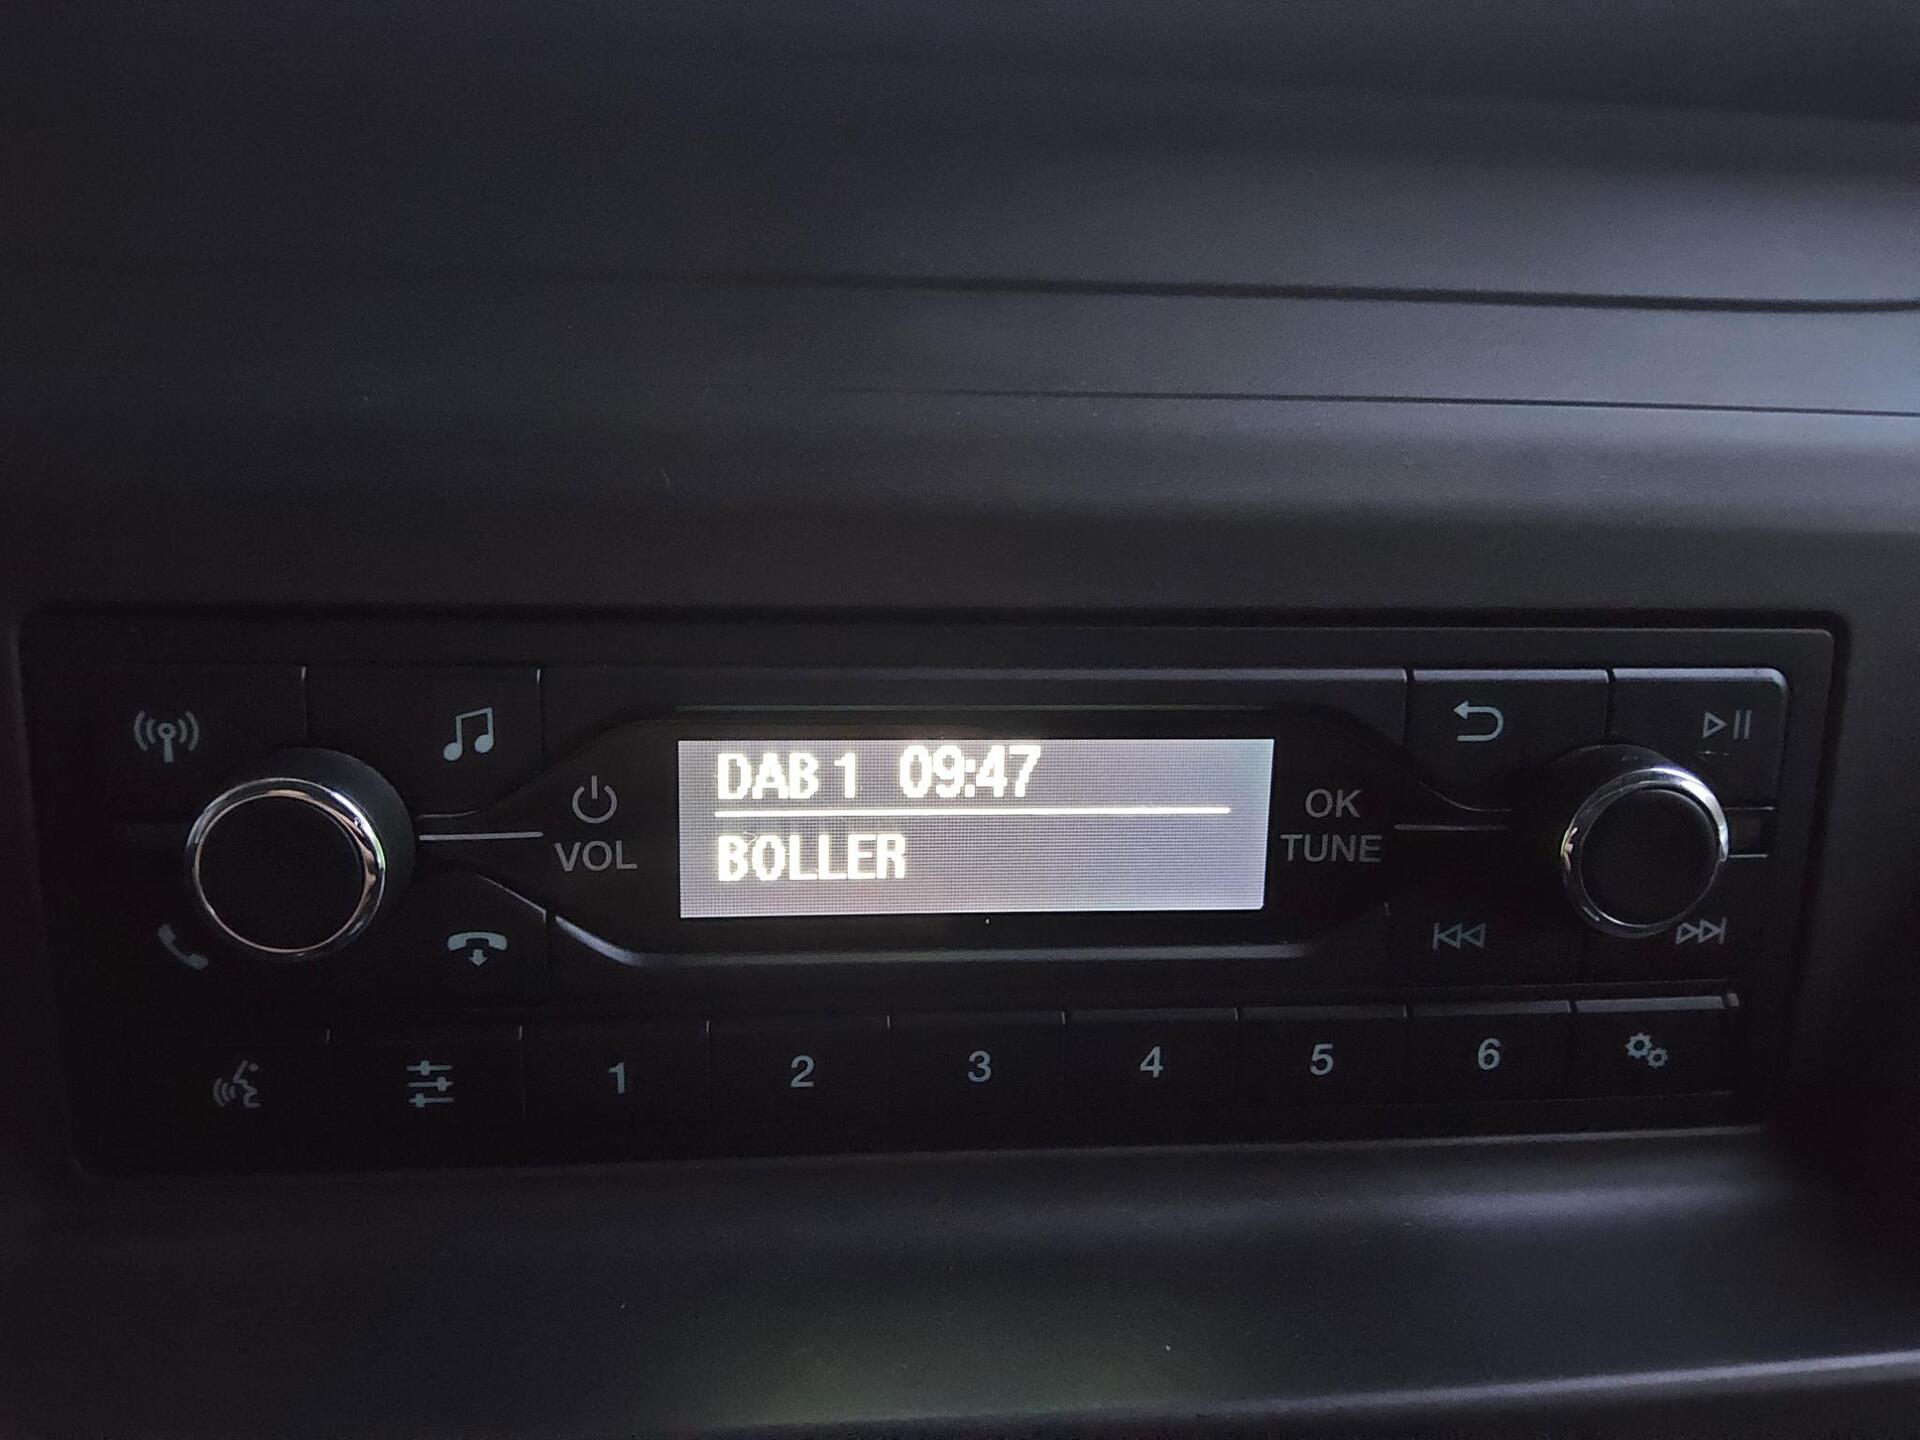 DAB 1 09:47
BOLLER
VOL
OK
TUNE
1 2 3 4 5 6